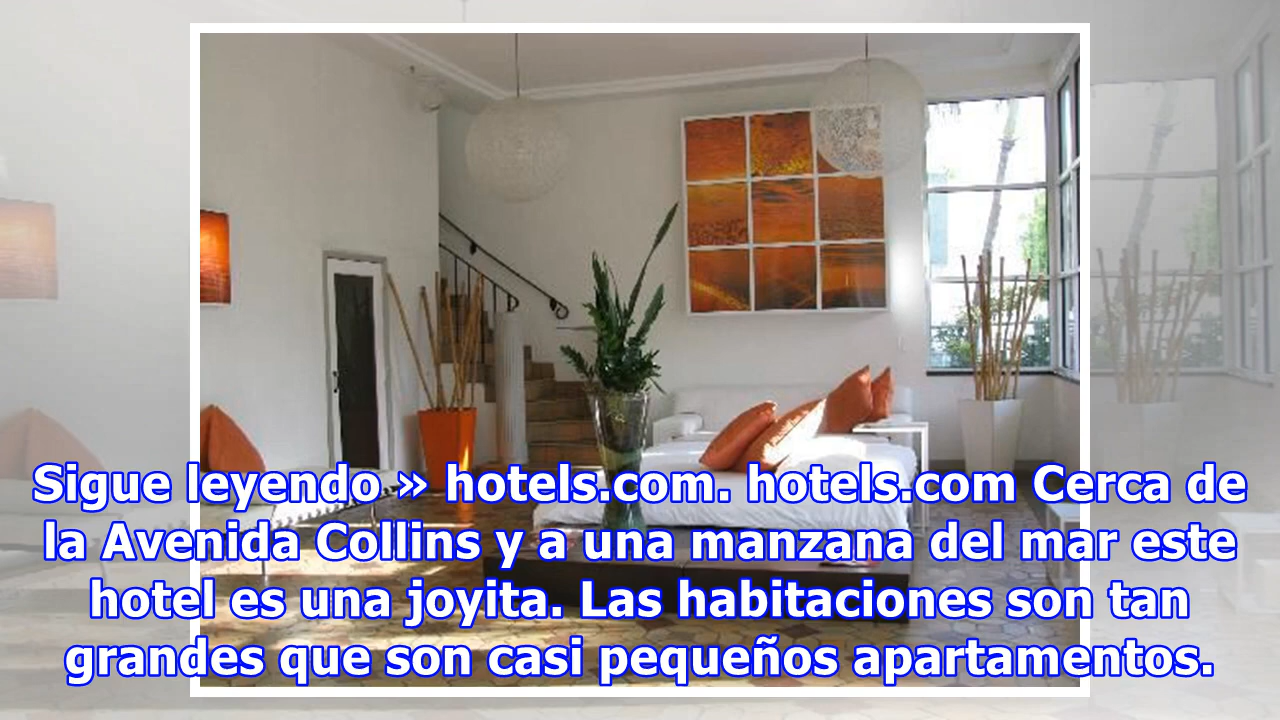 Sigue leyendo » hotels.com. hotels.com Cerca de
la Avenida Collins y a una manzana del mar este
hotel es una joyita. Las habitaciones son tan
grandes que son casi pequeños apartamentos.